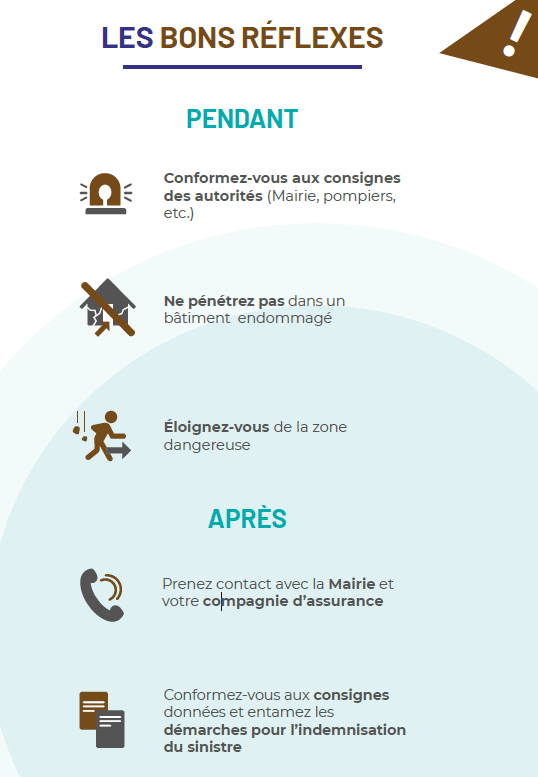 LES BONS RÉFLEXES
!
PENDANT
Conformez-vous aux consignes
des autorités (Mairie, pompiers,
etc.)
Ne pénétrez pas dans un
bâtiment endommagé
Éloignez-vous de la zone
dangereuse
APRÈS
Prenez contact avec la Mairie et
votre compagnie d’assurance
Conformez-vous aux consignes
données et entamez les
démarches pour l’indemnisation
du sinistre